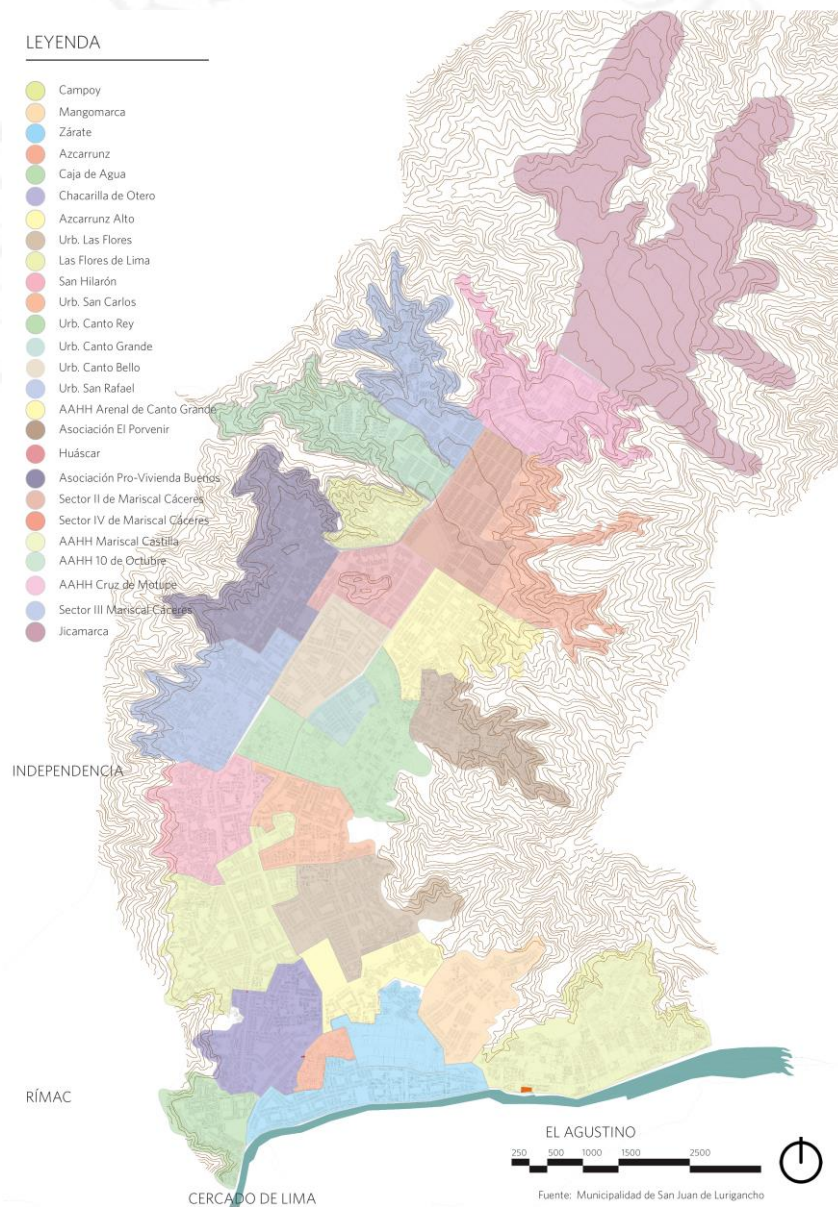 LEYENDA
Campoy
Mangomarca
Zárate
Azcarrunz
Caja de Agua
Chacarilla de Otero
Azcarrunz Alto
Urb. Las Flores
Las Flores de Lima
San Hilarón
Urb. San Carlos
Urb. Canto Rey
Urb. Canto Grande
Urb. Canto Bello
Urb. San Rafael
AAHH Arenal de Canto Grande
Asociación El Porvenir
Huáscar
Asociación Pro-Vivienda Buenos
Sector II de Mariscal Cáceres
Sector IV de Mariscal Cáceres
AAHH Mariscal Castilla
AAHH 10 de Octubre
AAHH Cruz de Motupe
Sector III Mariscal Cáceres
Jicamarca
INDEPENDENCIA
RÍMAC
EL AGUSTINO
250 500 1000 1500 2500
CERCADO DE LIMA
Fuente: Municipalidad de San Juan de Lurigancho